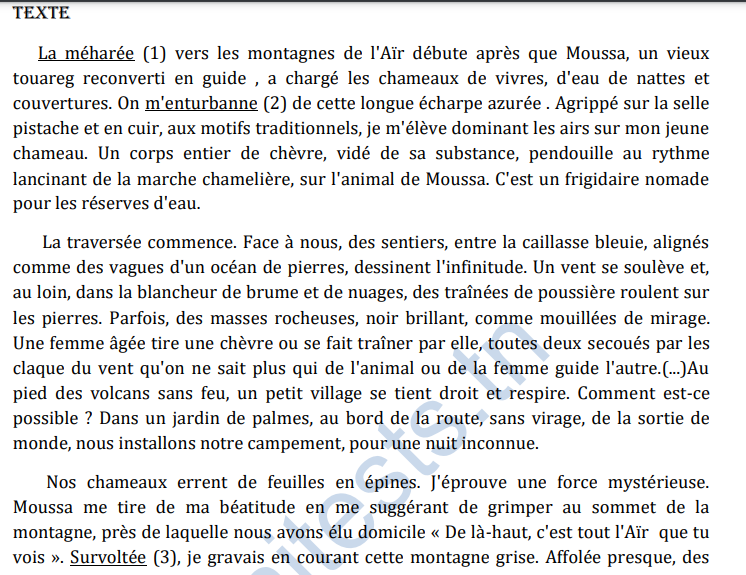 TEXTE
La méharée (1) vers les montagnes de l'Aïr débute après que Moussa, un vieux
touareg reconverti en guide , a chargé les chameaux de vivres, d'eau de nattes et
couvertures. On m'enturbanne (2) de cette longue écharpe azurée . Agrippé sur la selle
pistache et en cuir, aux motifs traditionnels, je m'élève dominant les airs sur mon jeune
chameau. Un corps entier de chèvre, vidé de sa substance, pendouille au rythme
lancinant de la marche chamelière, sur l'animal de Moussa. C'est un frigidaire nomade
pour les réserves d'eau.
La traversée commence. Face à nous, des sentiers, entre la caillasse bleuie, alignés
comme des vagues d'un océan de pierres, dessinent l'infinitude. Un vent se soulève et,
au loin, dans la blancheur de brume et de nuages, des traînées de poussière roulent sur
les pierres. Parfois, des masses rocheuses, noir brillant, comme mouillées de mirage.
Une femme âgée tire une chèvre ou se fait traîner par elle, toutes deux secoués par les
claque du vent qu'on ne sait plus qui de l'animal ou de la femme guide l'autre.(...)Au
pied des volcans sans feu, un petit village se tient droit et respire. Comment est-ce
possible ? Dans un jardin de palmes, au bord de la route, sans virage, de la sortie de
monde, nous installons notre campement, pour une nuit inconnue.
Nos chameaux errent de feuilles en épines. J'éprouve une force mystérieuse.
Moussa me tire de ma béatitude en me suggérant de grimper au sommet de la
montagne, près de laquelle nous avons élu domicile « De là-haut, c'est tout l'Aïr que tu
vois ». Survoltée (3), je gravais en courant cette montagne grise. Affolée presque, des
itests.tn